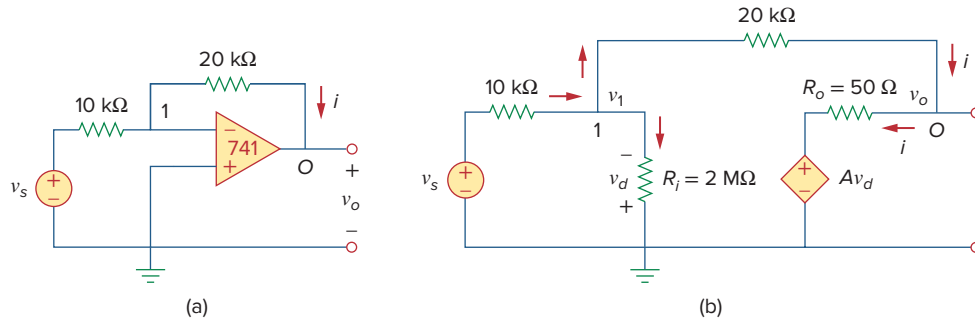 20 kΩ
i
10 kΩ
1
−
741
+
O
v_s
+
−
+
v_o
−
(a)
20 kΩ
i
R_o = 50 Ω
v_o
10 kΩ
v_1
1
O
i
−
v_d
+
R_i = 2 MΩ
v_s
+
−
+
−
Av_d
(b)